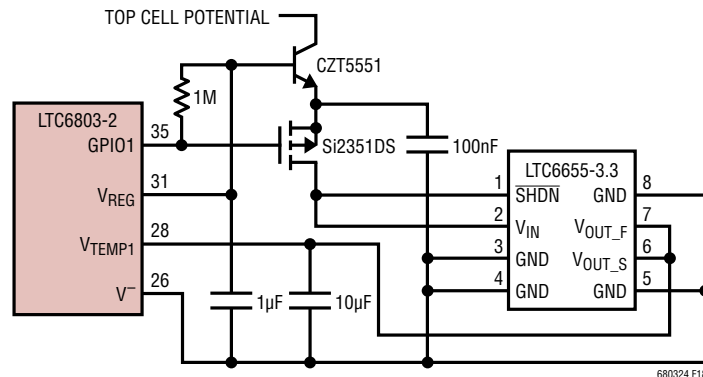 TOP CELL POTENTIAL
CZT5551
1M
LTC6803-2
GPIO1
35
Si2351DS
100nF
VREG
31
VTEMP1
28
V–
26
1µF
10µF
LTC6655-3.3
1
SHDN
GND
8
2
VIN
VOUT_F
7
3
GND
VOUT_S
6
4
GND
GND
5